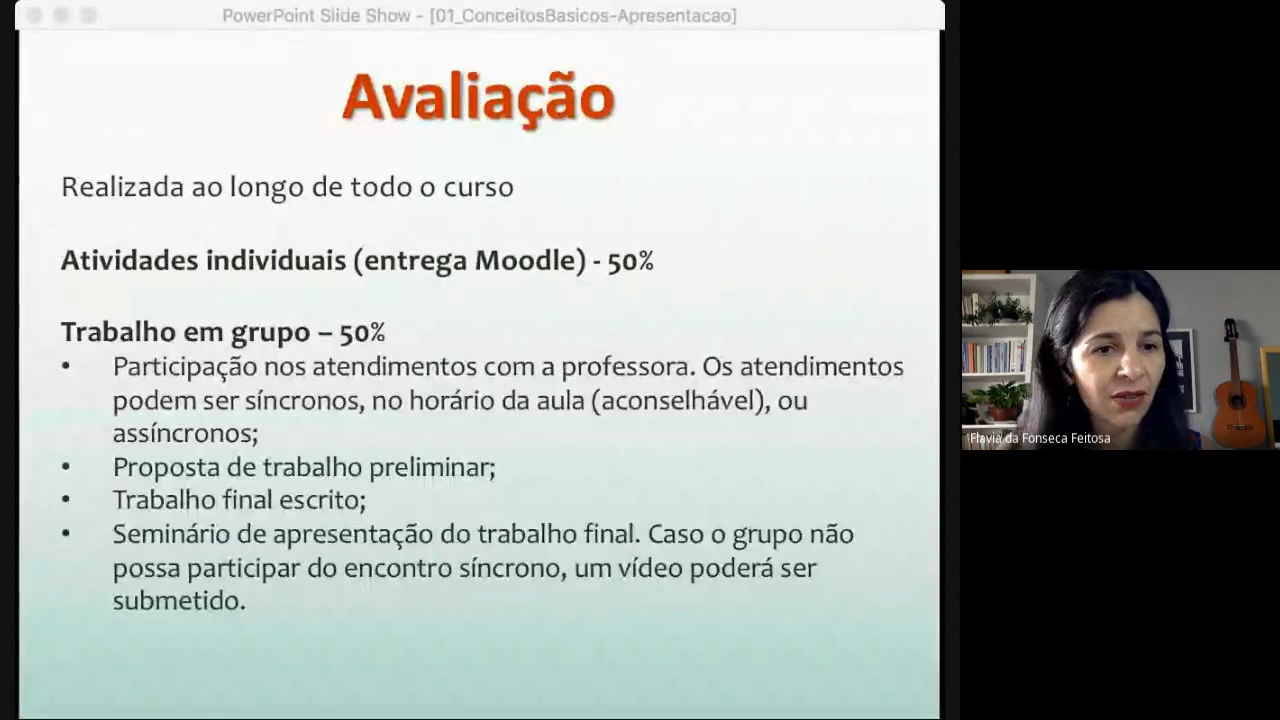 PowerPoint Slide Show - [01_ConceitosBasicos-Apresentacao]
Avaliação
Realizada ao longo de todo o curso
Atividades individuais (entrega Moodle) - 50%
Trabalho em grupo – 50%
• Participação nos atendimentos com a professora. Os atendimentos
podem ser síncronos, no horário da aula (aconselhável), ou
assíncronos;
• Proposta de trabalho preliminar;
• Trabalho final escrito;
• Seminário de apresentação do trabalho final. Caso o grupo não
possa participar do encontro síncrono, um vídeo poderá ser
submetido.
Flavia da Fonseca Feitosa